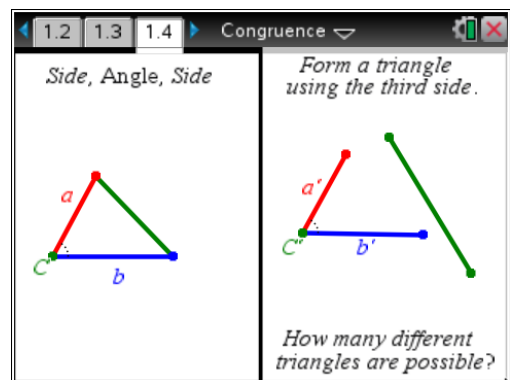 1.2 1.3 1.4 Congruence
Side, Angle, Side
a
C
b
Form a triangle
using the third side.
a′
C′
b′
How many different
triangles are possible?